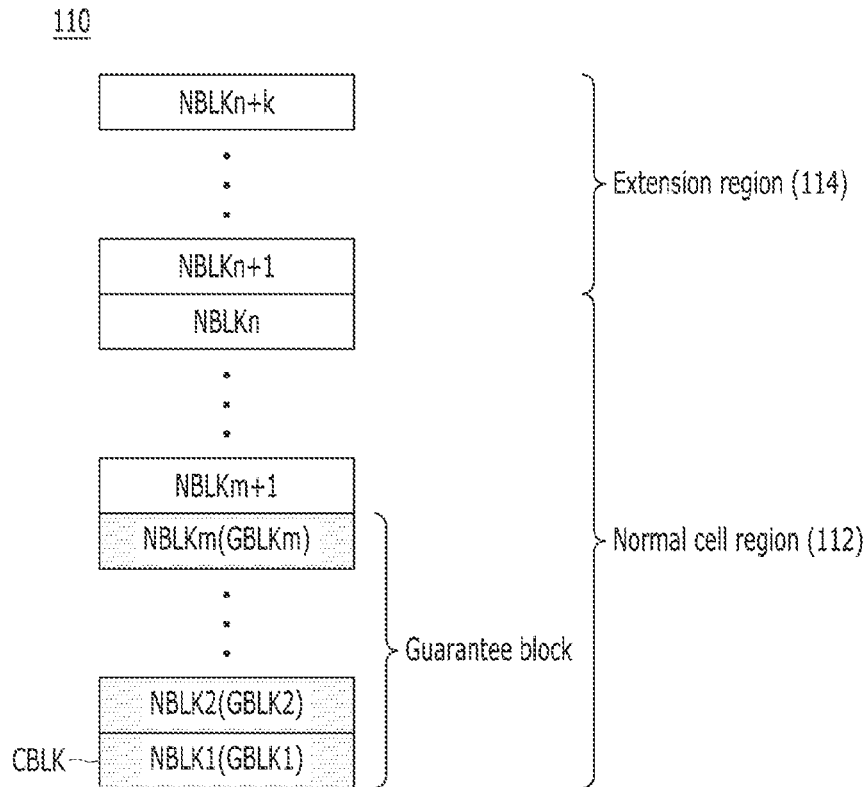 110
NBLKn+k
Extension region (114)
NBLKn+1
NBLKn
NBLKm+1
NBLKm(GBLKm)
Normal cell region (112)
Guarantee block
NBLK2(GBLK2)
CBLK
NBLK1(GBLK1)